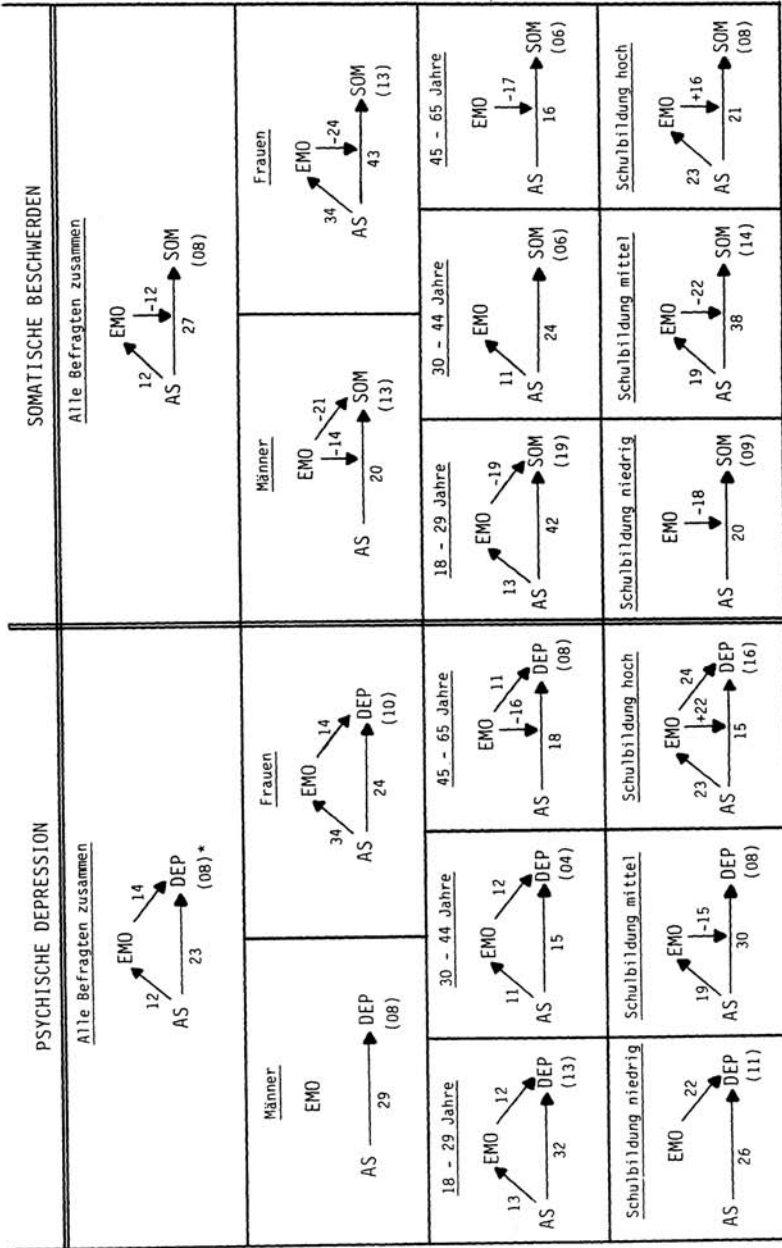 PSYCHISCHE DEPRESSION
SOMATISCHE BESCHWERDEN
Alle Befragten zusammen
EMO
12
14
AS
23
DEP
(08)*
Alle Befragten zusammen
EMO
12
-12
AS
27
SOM
(08)
Männer
EMO
AS
29
DEP
(08)
Frauen
EMO
34
14
AS
24
DEP
(10)
Männer
EMO
-14
-21
AS
20
SOM
(13)
Frauen
EMO
34
-24
AS
43
SOM
(13)
18 - 29 Jahre
EMO
13
12
AS
32
DEP
(13)
30 - 44 Jahre
EMO
11
12
AS
15
DEP
(04)
45 - 65 Jahre
EMO
-16
11
AS
18
DEP
(08)
18 - 29 Jahre
EMO
13
-19
AS
42
SOM
(19)
30 - 44 Jahre
EMO
11
AS
24
SOM
(06)
45 - 65 Jahre
EMO
-17
AS
16
SOM
(06)
Schulbildung niedrig
EMO
22
AS
26
DEP
(11)
Schulbildung mittel
EMO
19
-15
AS
30
DEP
(08)
Schulbildung hoch
EMO
23
+22
24
AS
15
DEP
(16)
Schulbildung niedrig
EMO
-18
AS
20
SOM
(09)
Schulbildung mittel
EMO
19
-22
AS
38
SOM
(14)
Schulbildung hoch
EMO
23
+16
AS
21
SOM
(08)